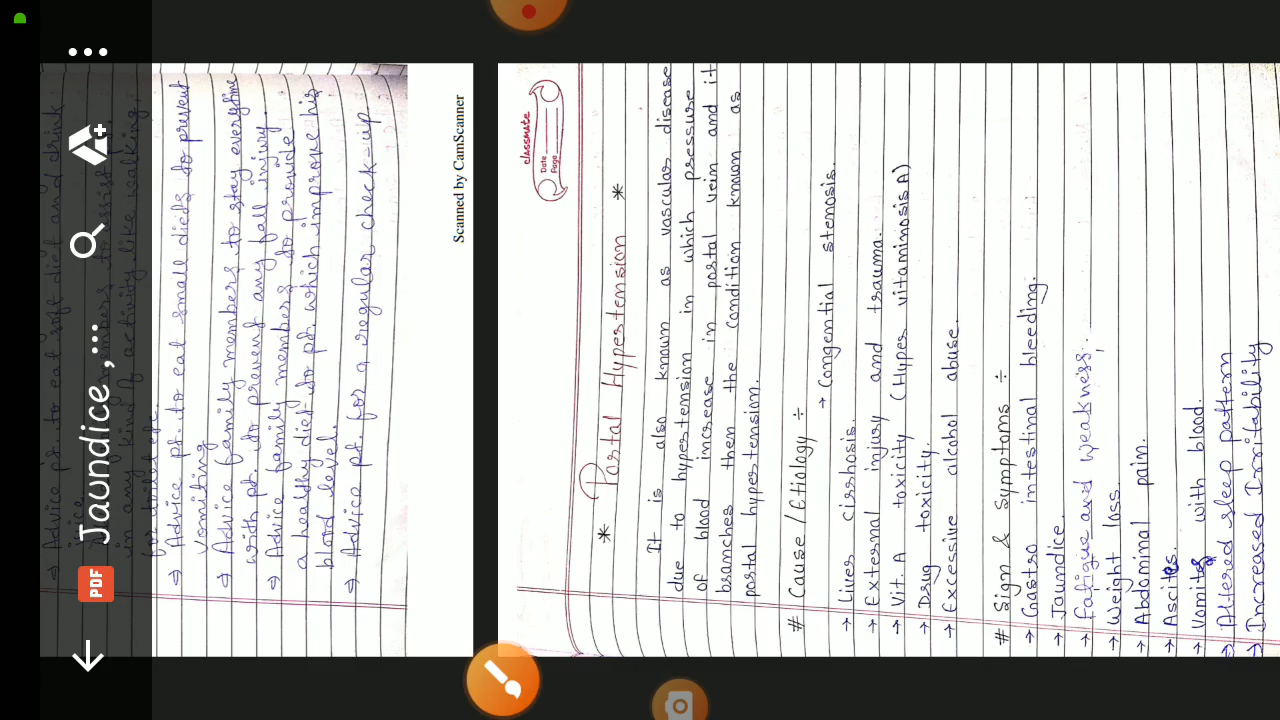 Jaundice ,...
PDF
⇒ Advice pt. to eat soft diet and drink
juice.
in any kind of activity like walking,
for toilet etc.
⇒ Advice pt. to eat small diets to prevent
vomiting
⇒ Advice family members to stay everytime
with pt. to prevent any fall injury.
⇒ Advice family members to provide
a healthy diet to pt. which improve his
blood level.
⇒ Advice pt. for a regular check-up.
Scanned by CamScanner
classmate
Date
Page
* Portal Hypertension *
It is also known as vascular disease
due to hypertension in which pressure
of blood increase in portal vein and it
branches them the condition known as
portal hypertension.
# Cause / Etiology ÷
→ Congential stenosis.
→ Liver cirrhosis.
→ External injury and trauma.
→ Vit. A toxicity (Hyper vitaminosis A)
→ Drug toxicity.
→ Excessive alcohol abuse.
# Sign & Symptoms ÷
→ Gastro intestinal bleeding.
→ Jaundice.
→ Fatigue and weakness.
→ Weight loss.
→ Abdominal pain.
→ Ascites.
→ Vomite with blood.
⇒ Altered sleep pattern
→ Increased Irritability